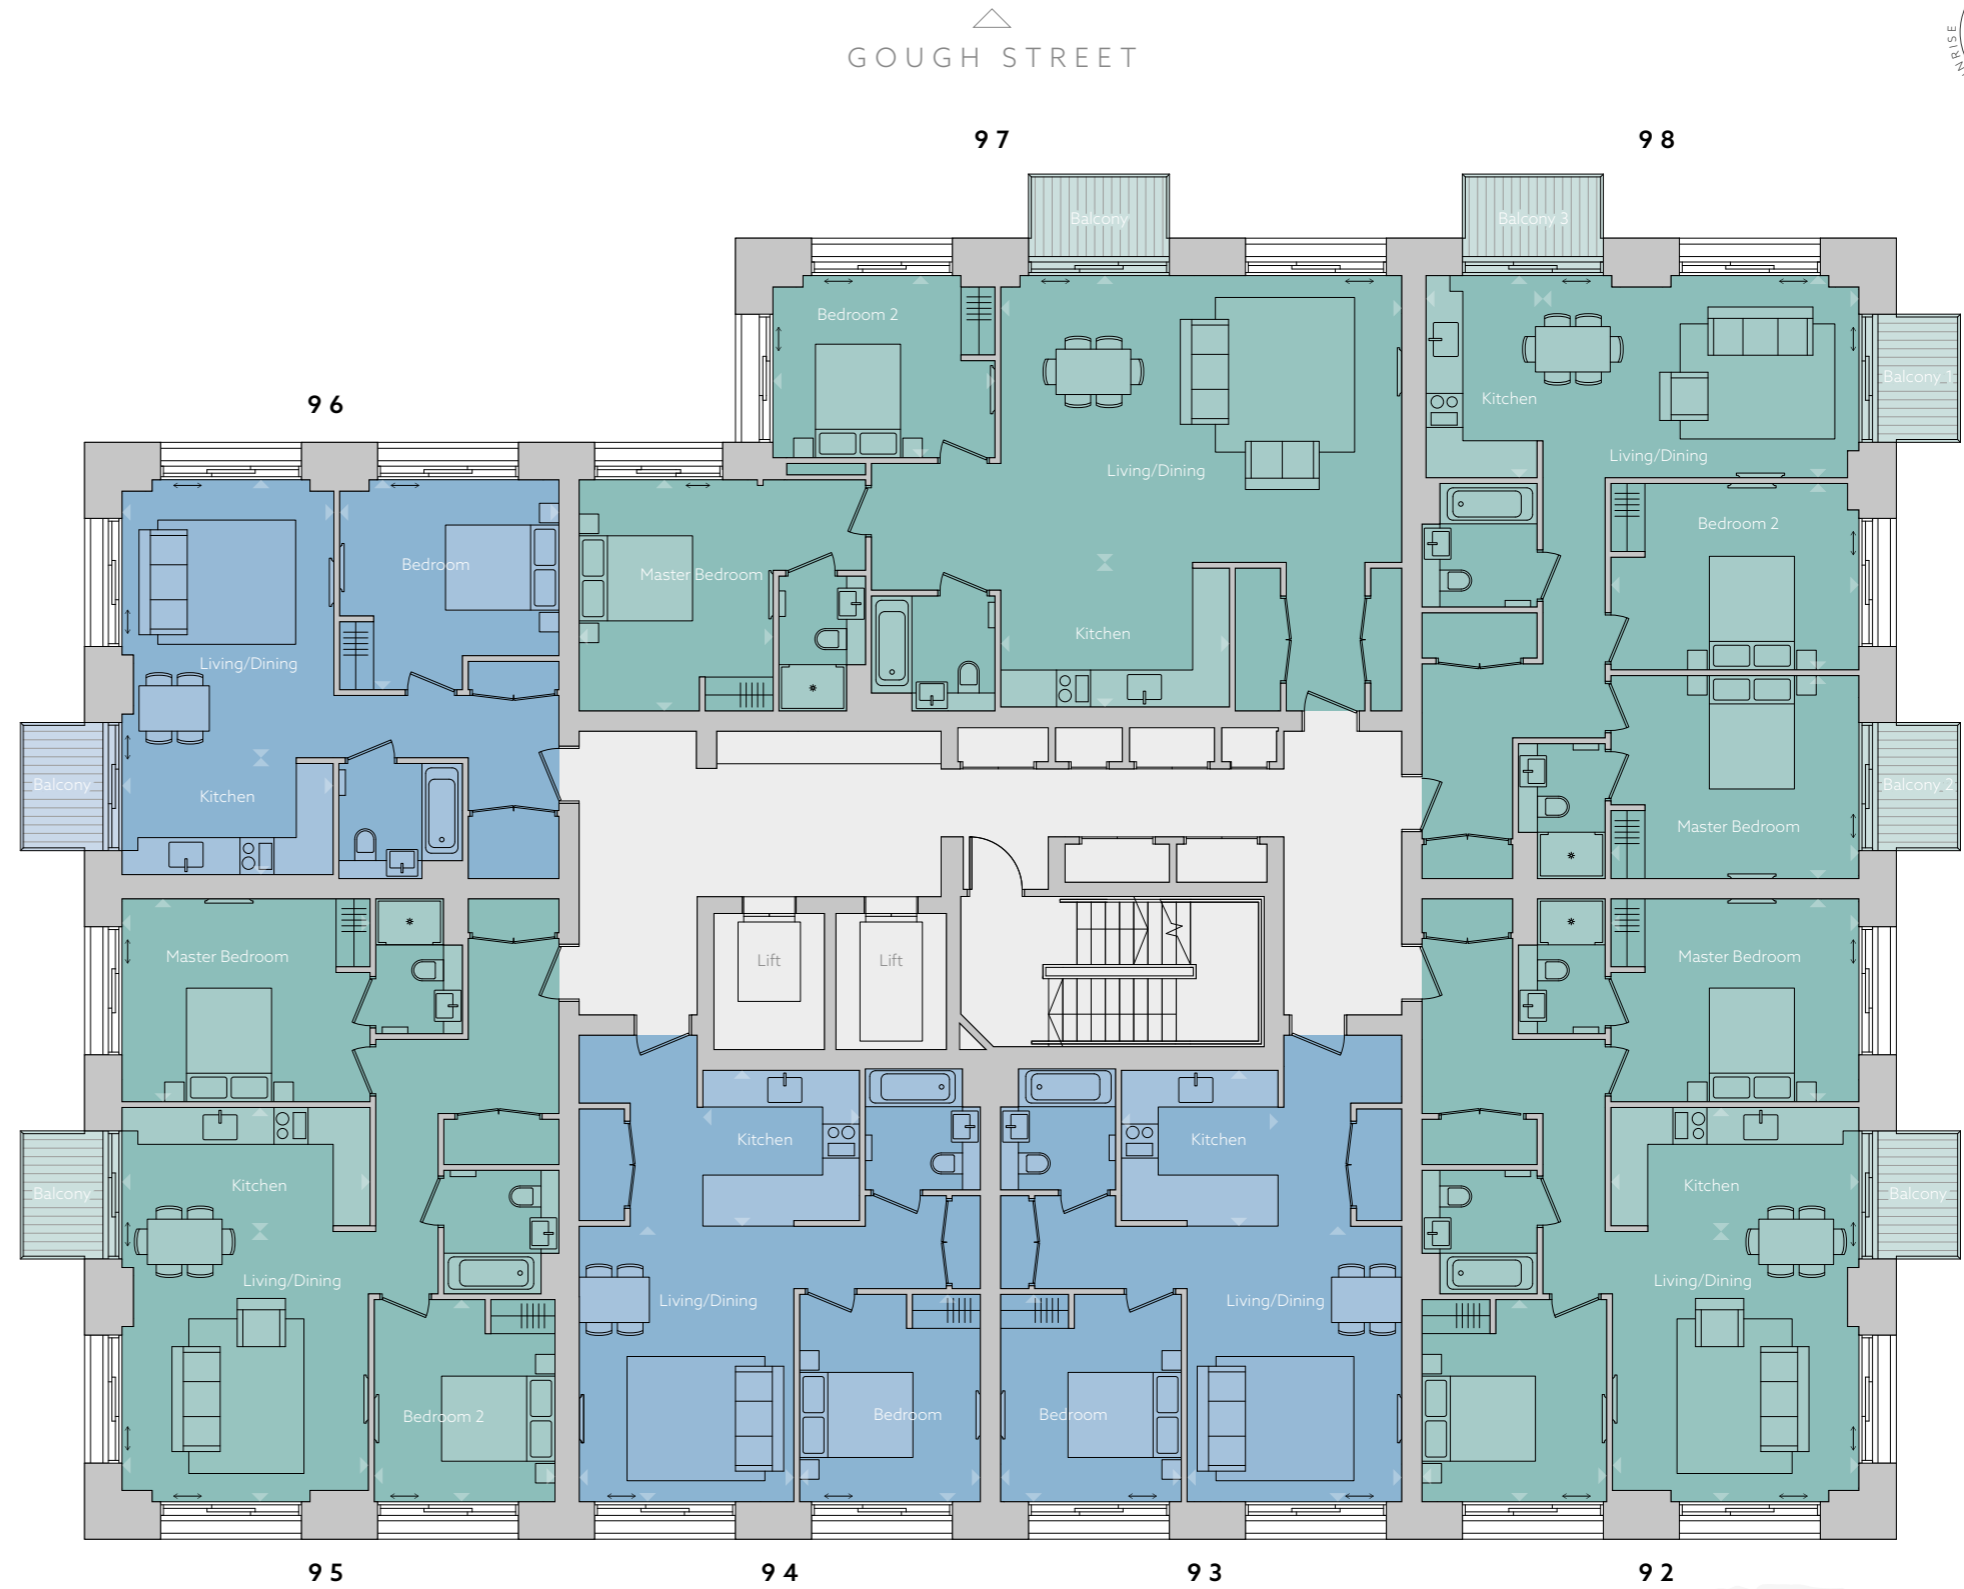 GOUGH STREET
NRISE
97
98
Balcony
Balcony 3
Bedroom 2
Balcony 1
Kitchen
96
Living/Dining
Living/Dining
Bedroom 2
Bedroom
Master Bedroom
Kitchen
Living/Dining
Balcony
Kitchen
Balcony 2
Master Bedroom
Master Bedroom
Lift
Lift
Master Bedroom
Kitchen
Kitchen
Kitchen
Kitchen
Balcony
Balcony
Living/Dining
Living/Dining
Living/Dining
Living/Dining
Bedroom 2
Bedroom
Bedroom
95
94
93
92